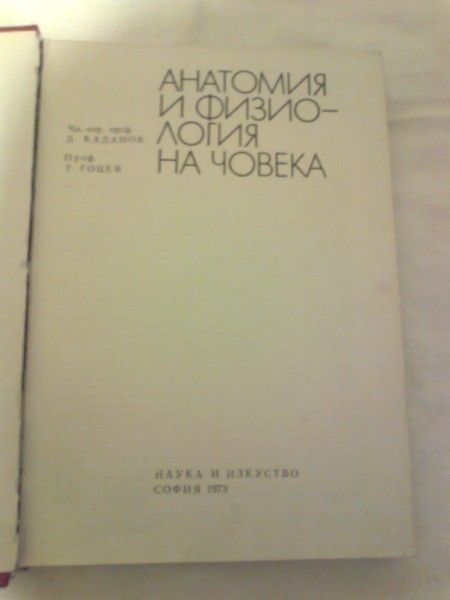 АНАТОМИЯ
И ФИЗИО-
ЛОГИЯ
НА ЧОВЕКА
Чл.-кор. проф.
Д. КАДАНОВ
Проф.
Т. ГОЦЕВ
НАУКА И ИЗКУСТВО
СОФИЯ 1973